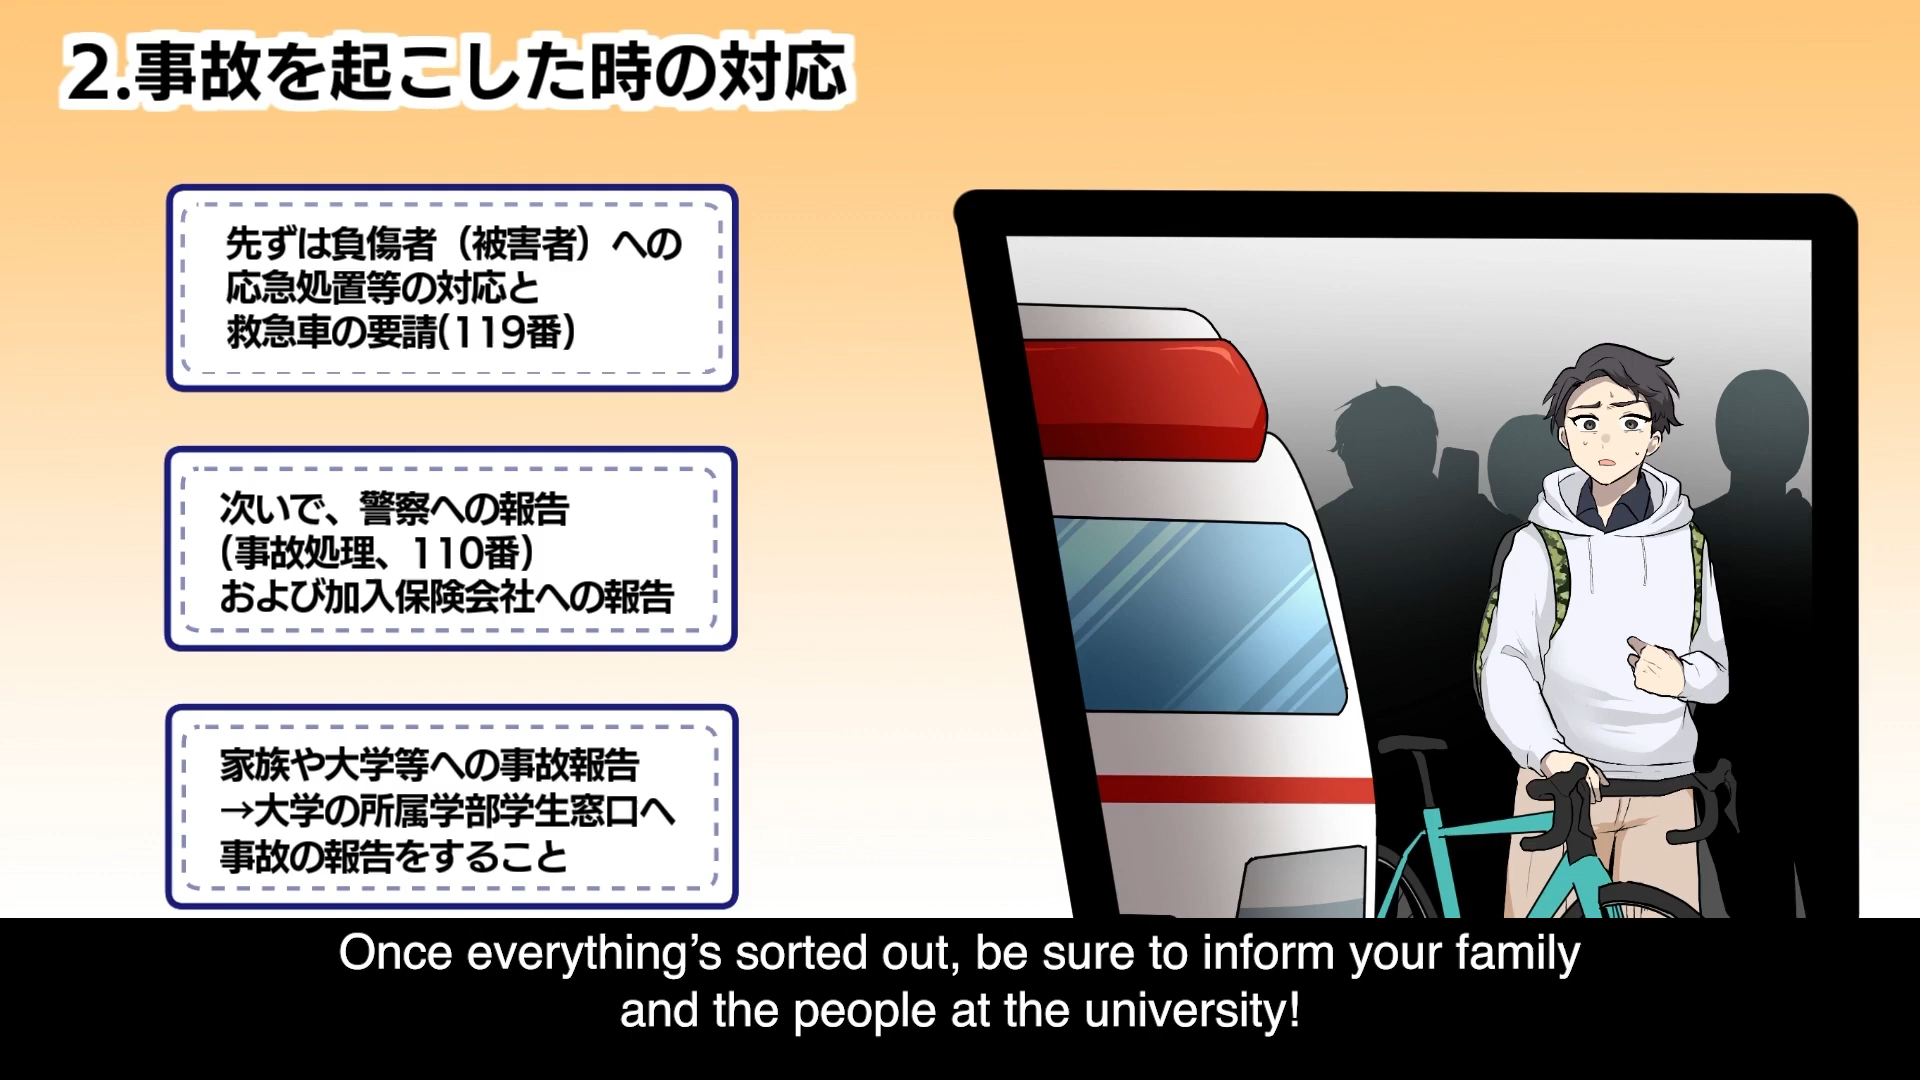 2.事故を起こした時の対応
先ずは負傷者（被害者）への
応急処置等の対応と
救急車の要請(119番)
次いで、警察への報告
(事故処理、110番)
および加入保険会社への報告
家族や大学等への事故報告
→大学の所属学部学生窓口へ
事故の報告をすること
Once everything’s sorted out, be sure to inform your family
and the people at the university!